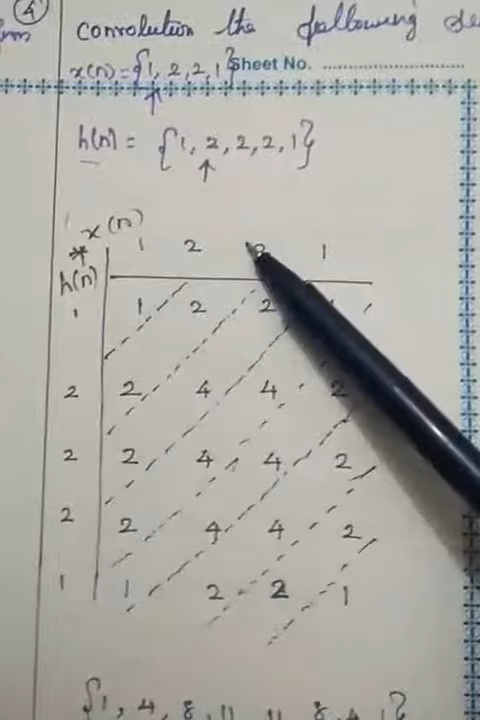 4
convolution the following
x(n) = {1, 2, 2, 1} Sheet No. ........................
h(n) = {1, 2, 2, 2, 1}
x(n)
* 1 2 2 1
h(n)
1 1 2 2
2 2 4 4 2
2 2 4 4 2
2 2 4 4 2
1 1 2 2 1
{1, 4, 8, 11, 11, 8, 4, 1}